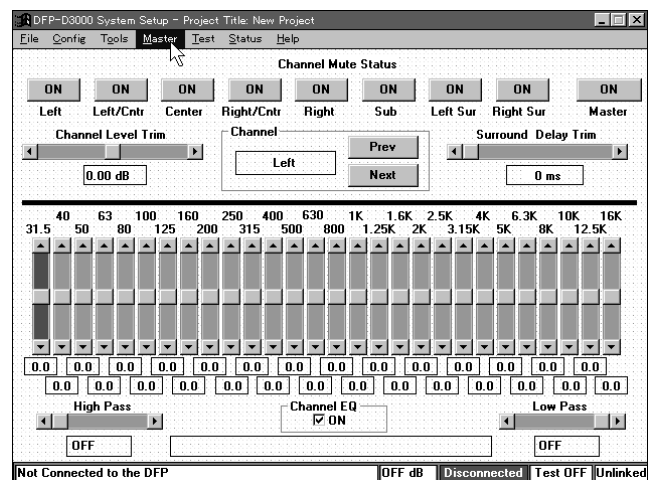 DFP-D3000 System Setup - Project Title: New Project
File Config Tools Master Test Status Help
Channel Mute Status
ON ON ON ON ON ON ON ON ON
Left Left/Cntr Center Right/Cntr Right Sub Left Sur Right Sur Master
Channel Level Trim
0.00 dB
Channel
Left
Prev
Next
Surround Delay Trim
0 ms
40 63 100 160 250 400 630 1K 1.6K 2.5K 4K 6.3K 10K 16K
31.5 50 80 125 200 315 500 800 1.25K 2K 3.15K 5K 8K 12.5K
0.0 0.0 0.0 0.0 0.0 0.0 0.0 0.0 0.0 0.0 0.0 0.0 0.0 0.0
0.0 0.0 0.0 0.0 0.0 0.0 0.0 0.0 0.0 0.0 0.0 0.0 0.0 0.0
High Pass
OFF
Channel EQ
ON
Low Pass
OFF
Not Connected to the DFP OFF dB Disconnected Test OFF Unlinked